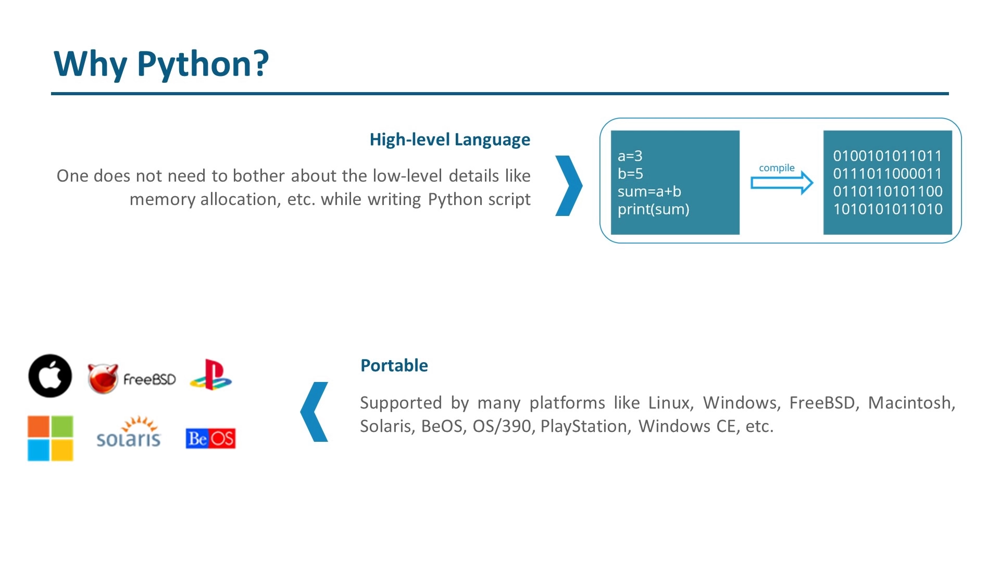 Why Python?
High-level Language
One does not need to bother about the low-level details like
memory allocation, etc. while writing Python script
a=3
b=5
sum=a+b
print(sum)
compile
0100101011011
0111011000011
0110110101100
1010101011010
FreeBSD
solaris
Be OS
Portable
Supported by many platforms like Linux, Windows, FreeBSD, Macintosh,
Solaris, BeOS, OS/390, PlayStation, Windows CE, etc.